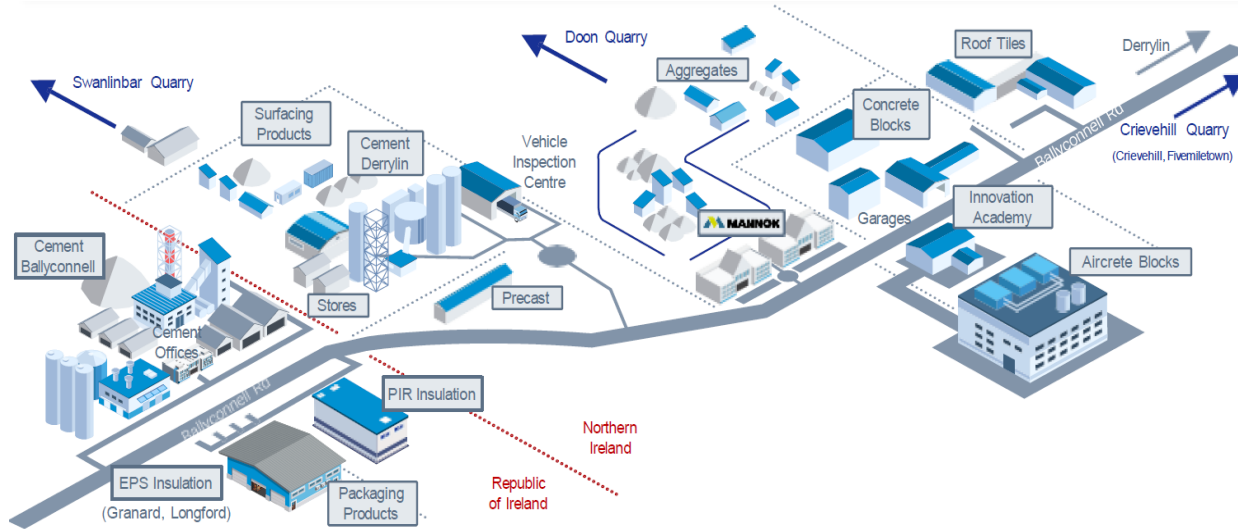 Doon Quarry
Roof Tiles
Derrylin
Swanlinbar Quarry
Aggregates
Surfacing
Products
Concrete
Blocks
Ballyconnell Rd
Crievehill Quarry
(Crievehill, Fivemiletown)
Cement
Derrylin
Vehicle
Inspection
Centre
Innovation
Academy
MANNOK
Garages
Cement
Ballyconnell
Aircrete Blocks
Stores
Precast
Cement
Offices
Ballyconnell Rd
PIR Insulation
Northern
Ireland
EPS Insulation
(Granard, Longford)
Packaging
Products
Republic
of Ireland